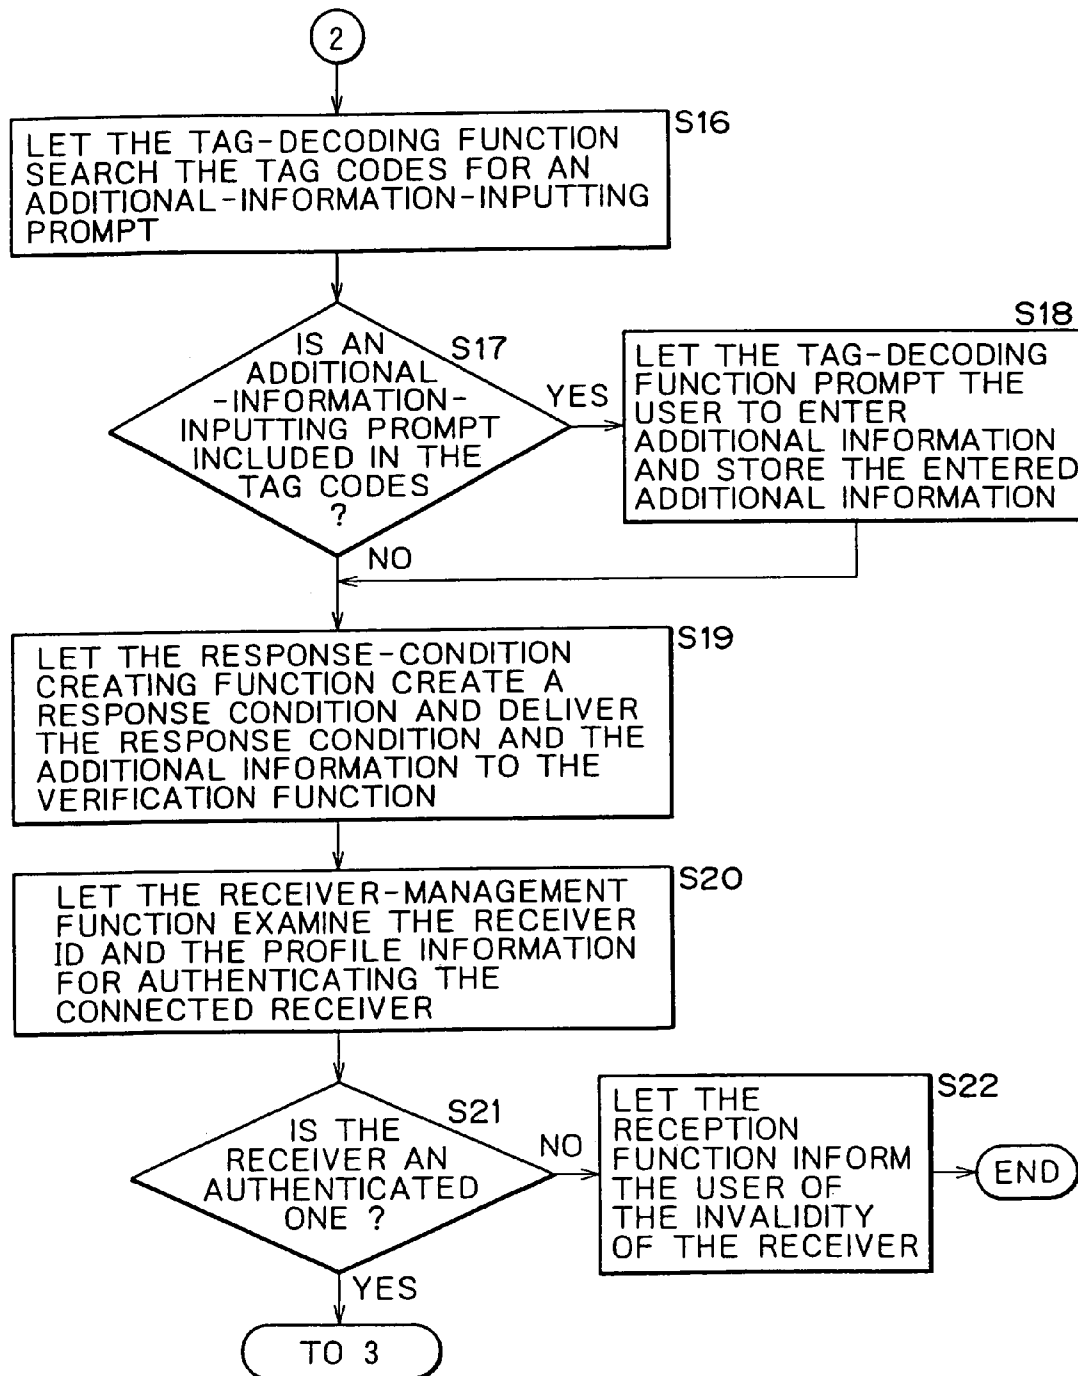 2
S16
LET THE TAG-DECODING FUNCTION
SEARCH THE TAG CODES FOR AN
ADDITIONAL-INFORMATION-INPUTTING
PROMPT
S17
IS AN
ADDITIONAL
-INFORMATION-
INPUTTING PROMPT
INCLUDED IN THE
TAG CODES
?
YES
S18
LET THE TAG-DECODING
FUNCTION PROMPT THE
USER TO ENTER
ADDITIONAL INFORMATION
AND STORE THE ENTERED
ADDITIONAL INFORMATION
NO
S19
LET THE RESPONSE-CONDITION
CREATING FUNCTION CREATE A
RESPONSE CONDITION AND DELIVER
THE RESPONSE CONDITION AND THE
ADDITIONAL INFORMATION TO THE
VERIFICATION FUNCTION
S20
LET THE RECEIVER-MANAGEMENT
FUNCTION EXAMINE THE RECEIVER
ID AND THE PROFILE INFORMATION
FOR AUTHENTICATING THE
CONNECTED RECEIVER
S21
IS THE
RECEIVER AN
AUTHENTICATED
ONE ?
NO
S22
LET THE
RECEPTION
FUNCTION INFORM
THE USER OF
THE INVALIDITY
OF THE RECEIVER
END
YES
TO 3